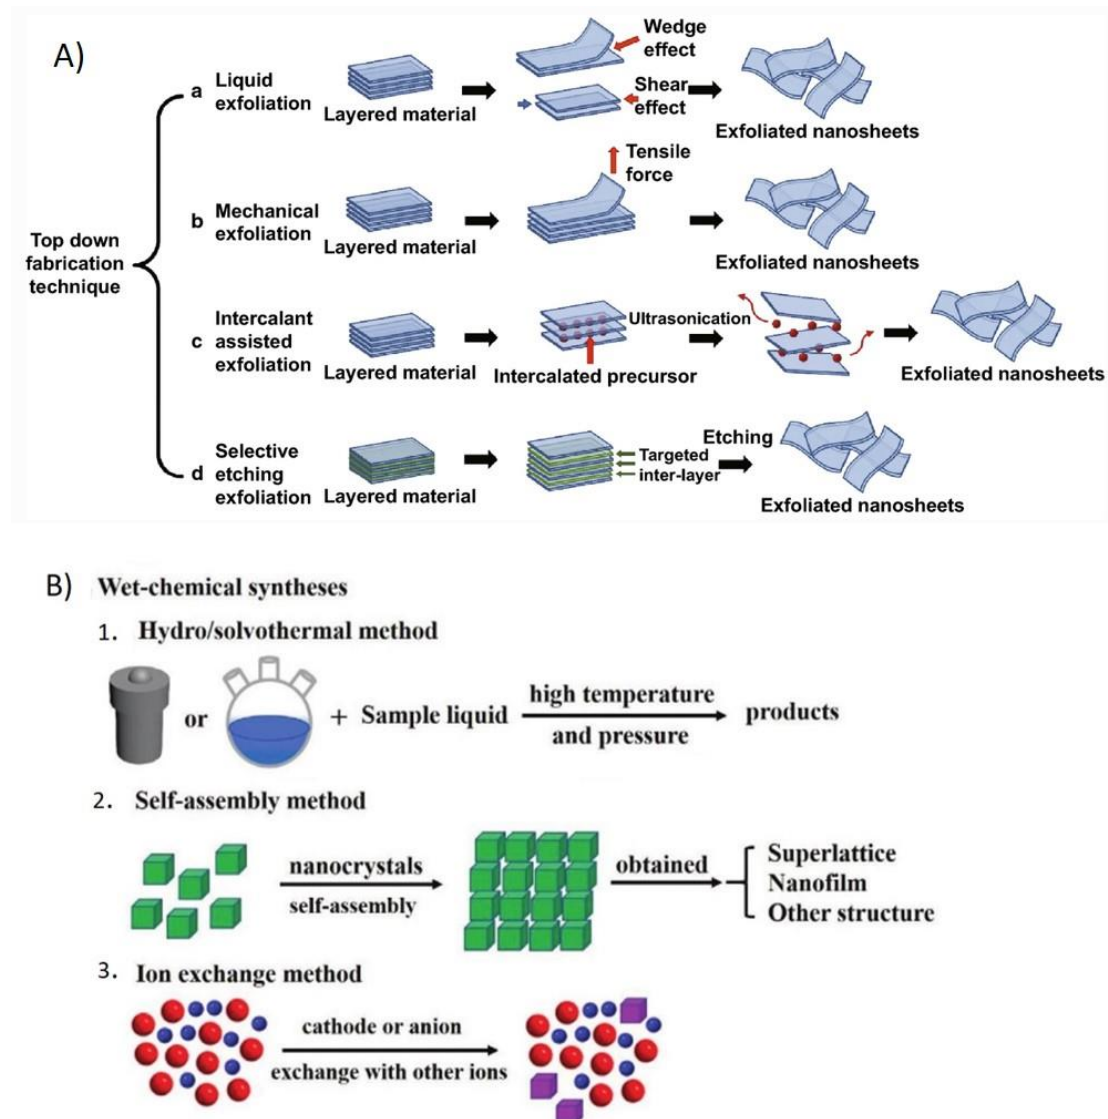 A)
Top down
fabrication
technique
a Liquid
exfoliation
Layered material
Wedge
effect
Shear
effect
Exfoliated nanosheets
b Mechanical
exfoliation
Layered material
Tensile
force
Exfoliated nanosheets
Intercalant
c assisted
exfoliation
Layered material
Intercalated precursor
Ultrasonication
Exfoliated nanosheets
Selective
d etching
exfoliation
Layered material
Targeted
inter-layer
Etching
Exfoliated nanosheets
B) Wet-chemical syntheses
1. Hydro/solvothermal method
or
+ Sample liquid
high temperature
and pressure
products
2. Self-assembly method
nanocrystals
self-assembly
obtained
Superlattice
Nanofilm
Other structure
3. Ion exchange method
cathode or anion
exchange with other ions